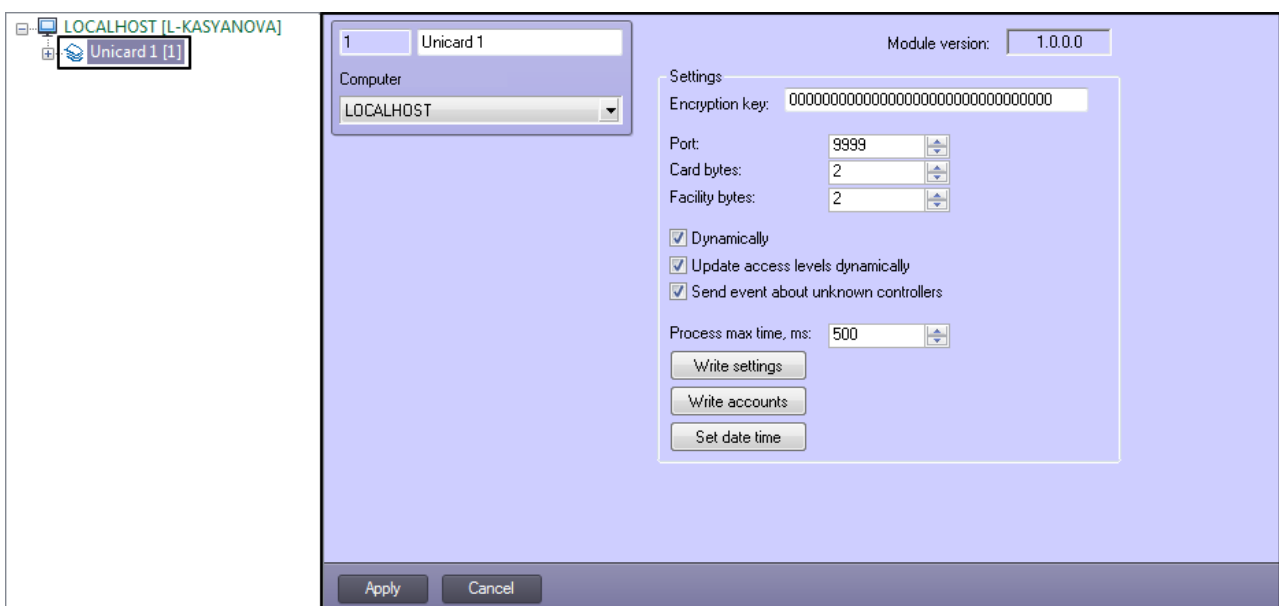 LOCALHOST [L-KASYANOVA]
Unicard 1 [1]
1
Unicard 1
Computer
LOCALHOST
Module version: 1.0.0.0
Settings
Encryption key: 00000000000000000000000000000000
Port: 9999
Card bytes: 2
Facility bytes: 2
Dynamically
Update access levels dynamically
Send event about unknown controllers
Process max time, ms: 500
Write settings
Write accounts
Set date time
Apply
Cancel